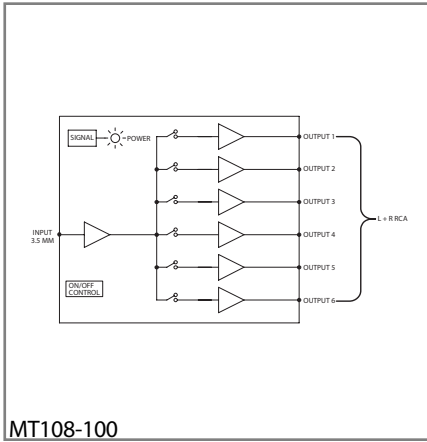 SIGNAL
POWER
OUTPUT 1
OUTPUT 2
OUTPUT 3
INPUT
3.5 MM
OUTPUT 4
L + R RCA
OUTPUT 5
ON/OFF
CONTROL
OUTPUT 6
MT108-100